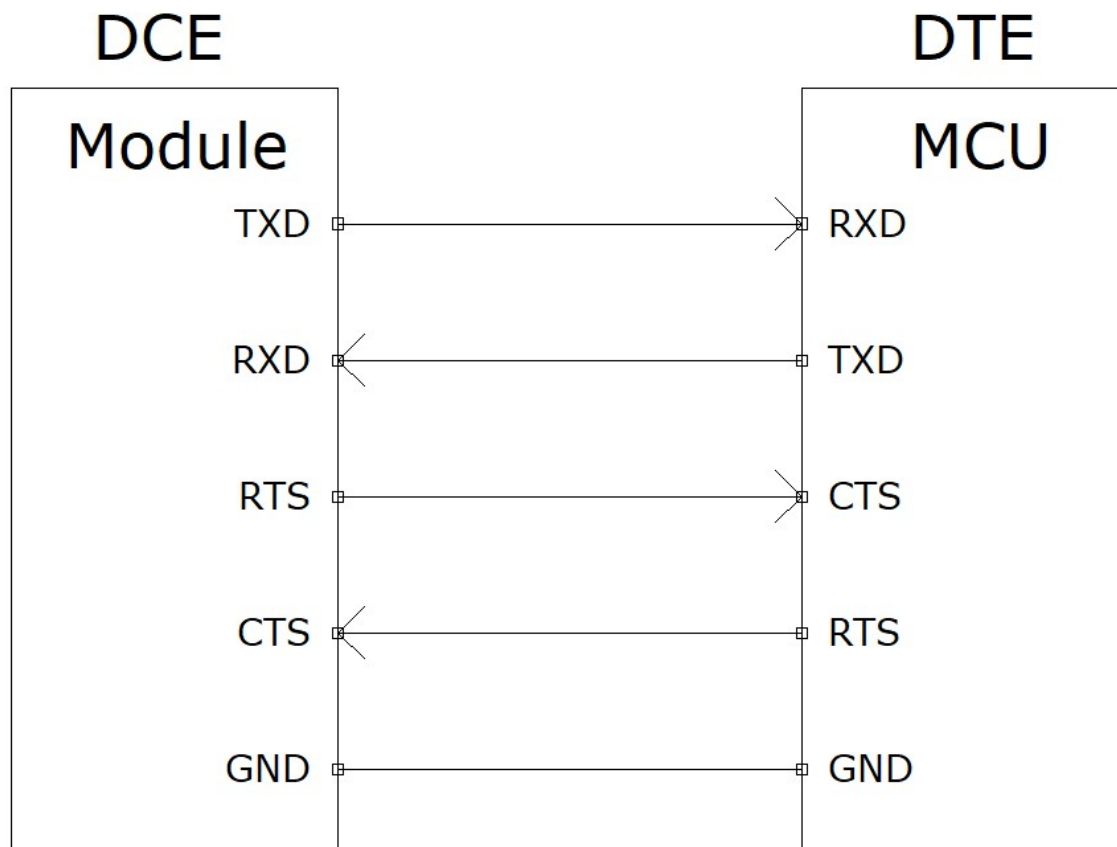 DCE
DTE
Module
MCU
TXD
RXD
RXD
TXD
RTS
CTS
CTS
RTS
GND
GND